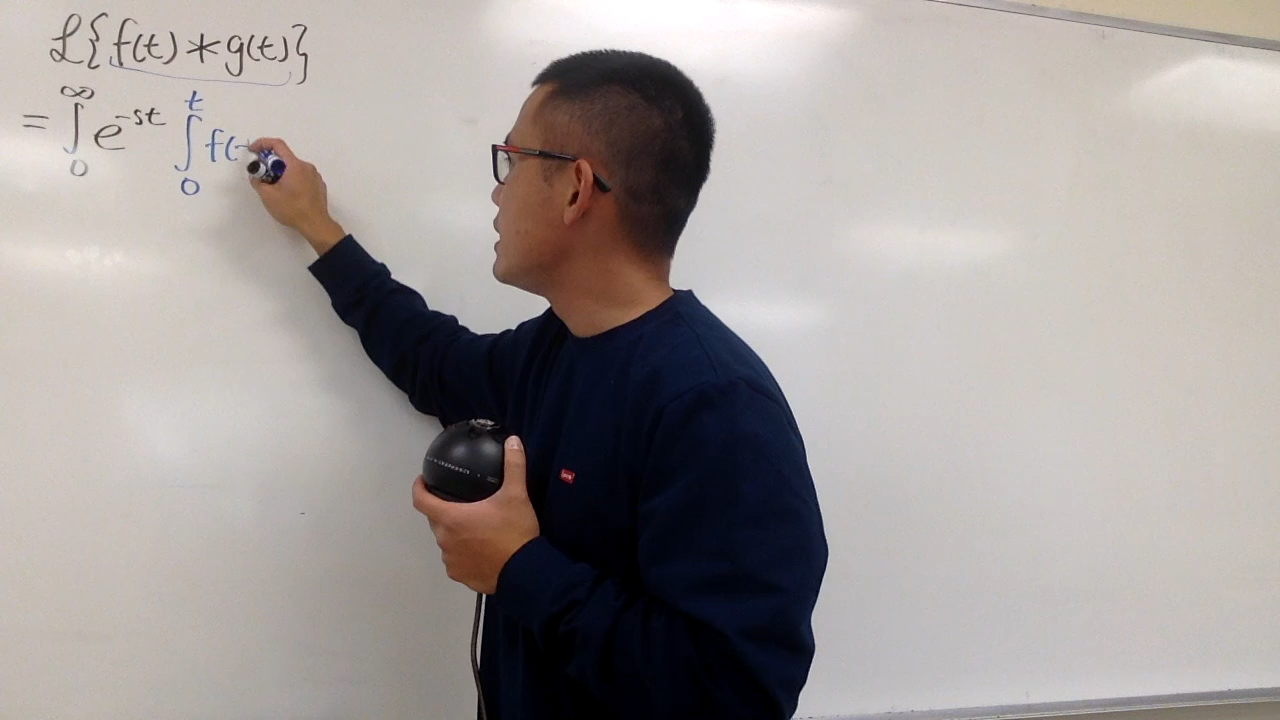 ℒ{f(t) * g(t)}
= ∫₀^∞ e^{-st} ∫₀^t f(